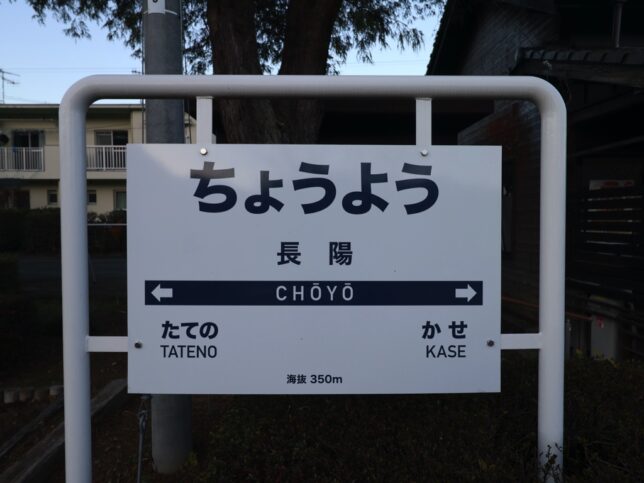 ちょうよう
長陽
CHŌYŌ
たての かせ
TATENO KASE
海抜 350m